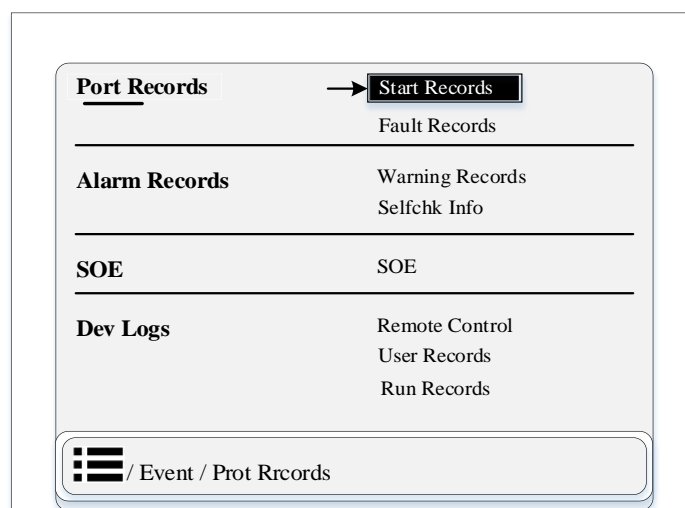 Port Records
Start Records
Fault Records
Alarm Records
Warning Records
Selfchk Info
SOE
SOE
Dev Logs
Remote Control
User Records
Run Records
/ Event / Prot Rrcords